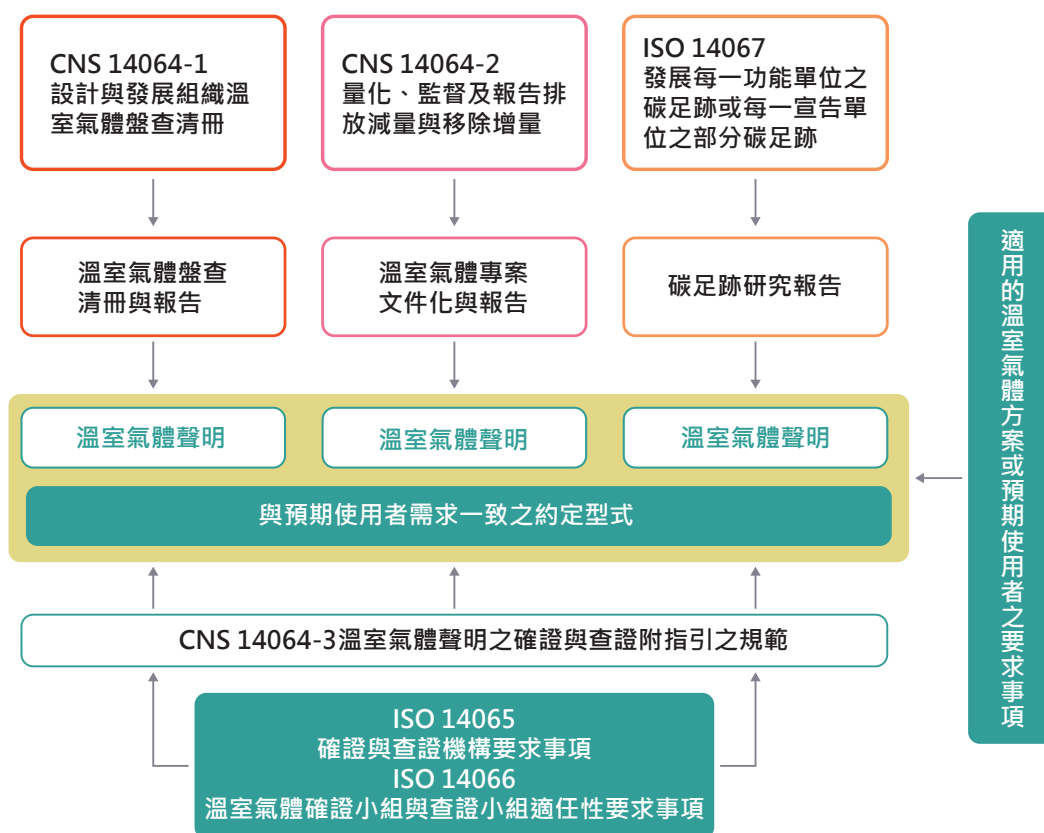 CNS 14064-1
設計與發展組織溫
室氣體盤查清冊
CNS 14064-2
量化、監督及報告排
放減量與移除增量
ISO 14067
發展每一功能單位之
碳足跡或每一宣告單
位之部分碳足跡
溫室氣體盤查
清冊與報告
溫室氣體專案
文件化與報告
碳足跡研究報告
溫室氣體聲明
溫室氣體聲明
溫室氣體聲明
與預期使用者需求一致之約定型式
適用的溫室氣體方案或預期使用者之要求事項
CNS 14064-3溫室氣體聲明之確證與查證附指引之規範
ISO 14065
確證與查證機構要求事項
ISO 14066
溫室氣體確證小組與查證小組適任性要求事項